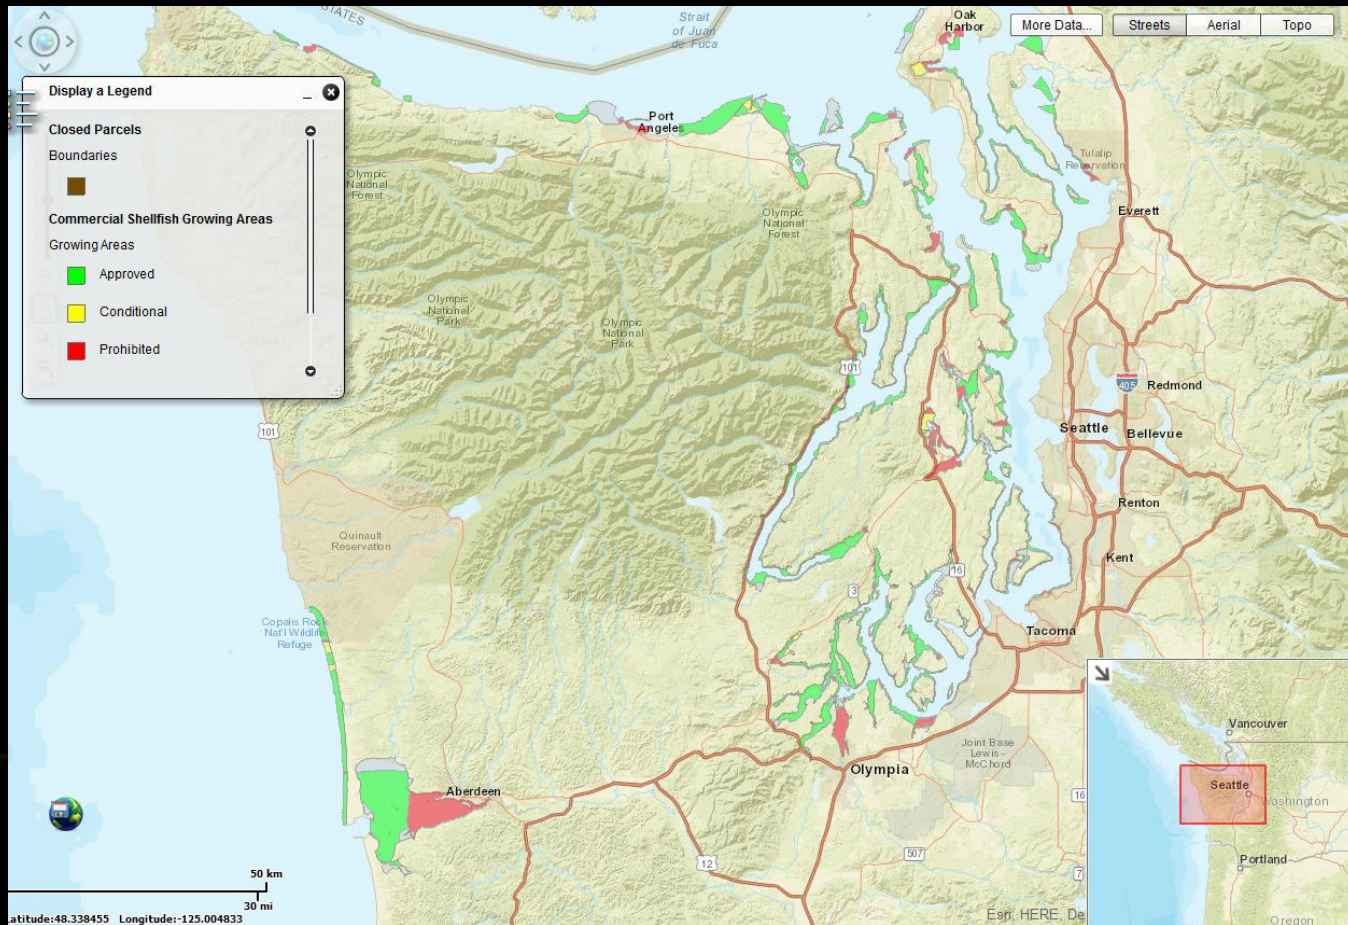 STATES
Strait
of Juan
de Fuca
Oak
Harbor
More Data...
Streets
Aerial
Topo
Display a Legend
Closed Parcels
Boundaries
Commercial Shellfish Growing Areas
Growing Areas
Approved
Conditional
Prohibited
Port
Angeles
Tulalip
Reservation
Olympic
National
Forest
Olympic
National
Forest
Everett
Olympic
National
Park
Olympic
National
Park
101
405
Redmond
101
Seattle
Bellevue
Renton
Quinault
Reservation
Kent
16
3
Copalis Rock
Nat'l Wildlife
Refuge
Tacoma
Joint Base
Lewis -
McChord
Olympia
Aberdeen
16
507
12
7
Vancouver
Seattle
Washington
Portland
Oregon
50 km
30 mi
atitude:48.338455 Longitude:-125.004833
Esri, HERE, De